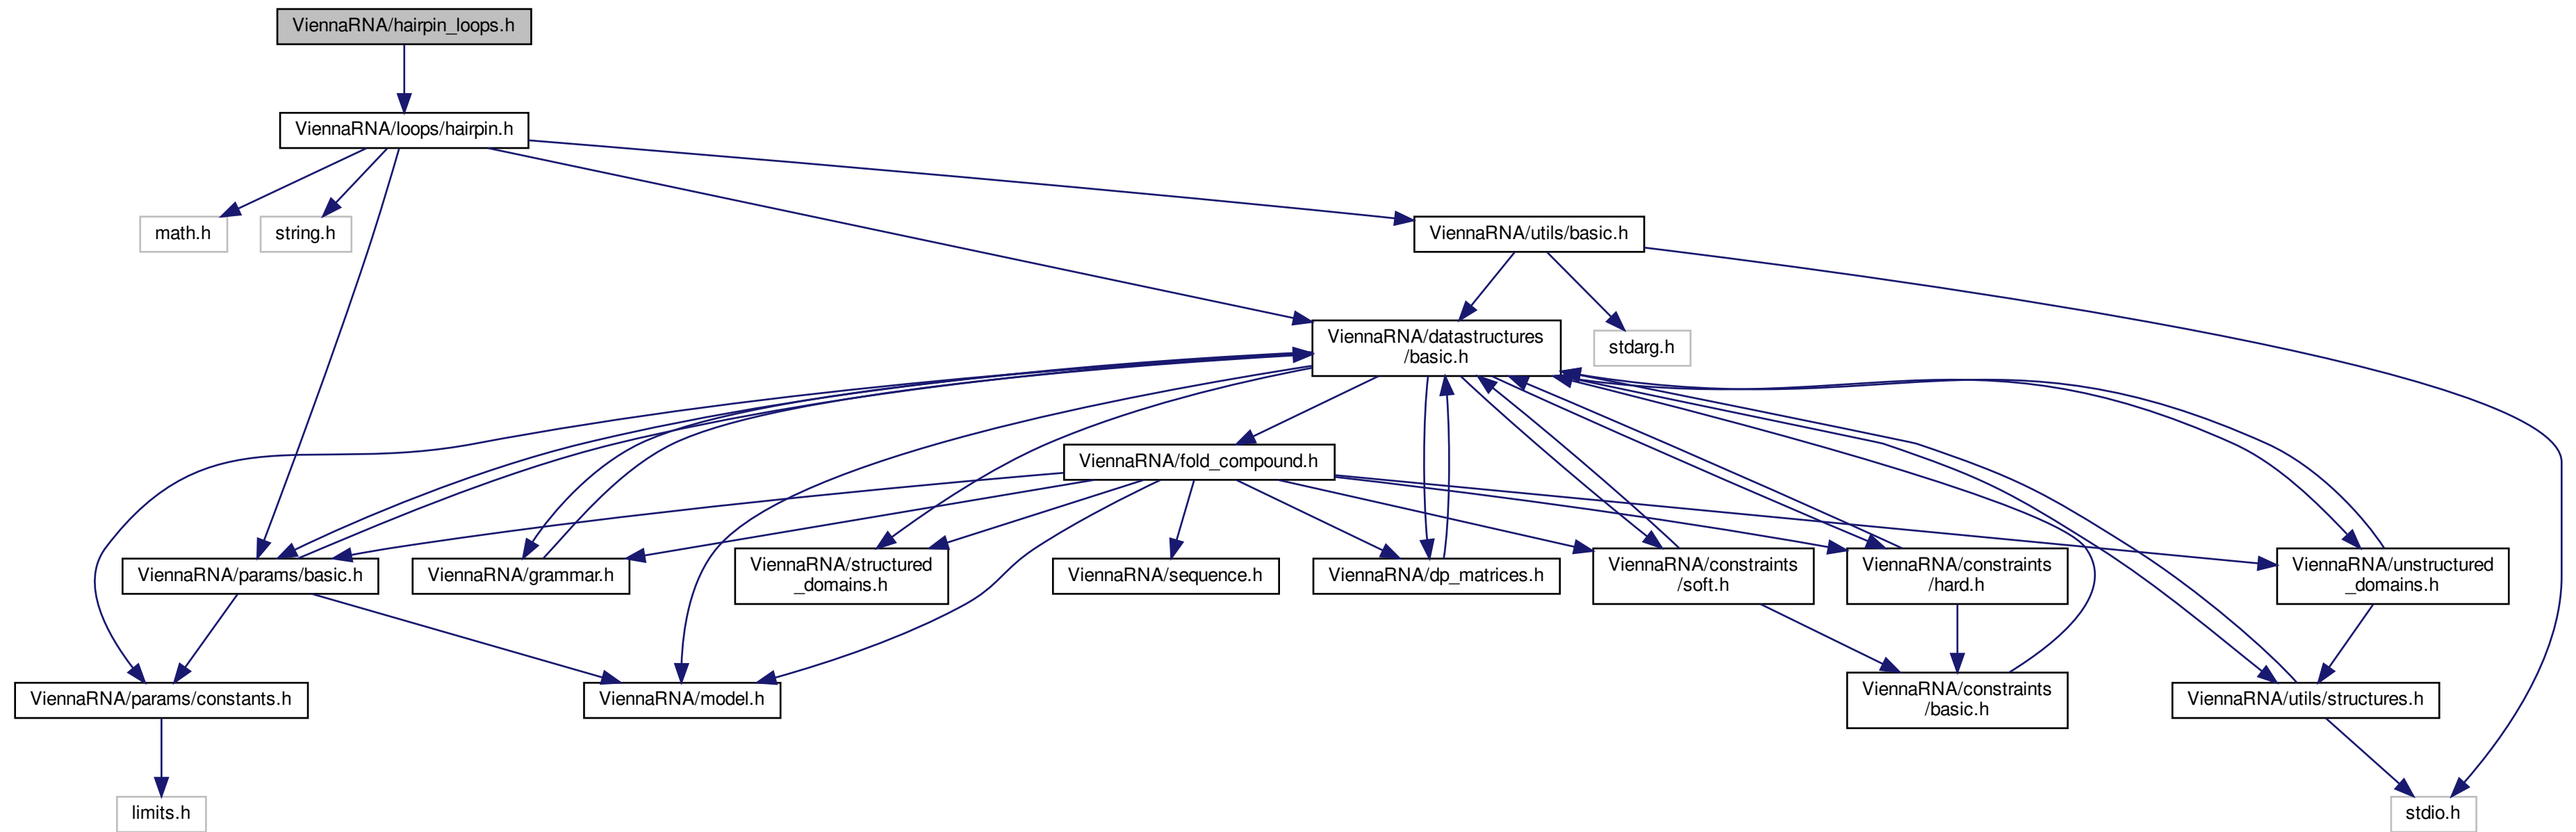 ViennaRNA/hairpin_loops.h
ViennaRNA/loops/hairpin.h
math.h
string.h
ViennaRNA/utils/basic.h
ViennaRNA/datastructures
/basic.h
stdarg.h
ViennaRNA/fold_compound.h
ViennaRNA/params/basic.h
ViennaRNA/grammar.h
ViennaRNA/structured
_domains.h
ViennaRNA/sequence.h
ViennaRNA/dp_matrices.h
ViennaRNA/constraints
/soft.h
ViennaRNA/constraints
/hard.h
ViennaRNA/unstructured
_domains.h
ViennaRNA/params/constants.h
ViennaRNA/model.h
ViennaRNA/constraints
/basic.h
ViennaRNA/utils/structures.h
limits.h
stdio.h